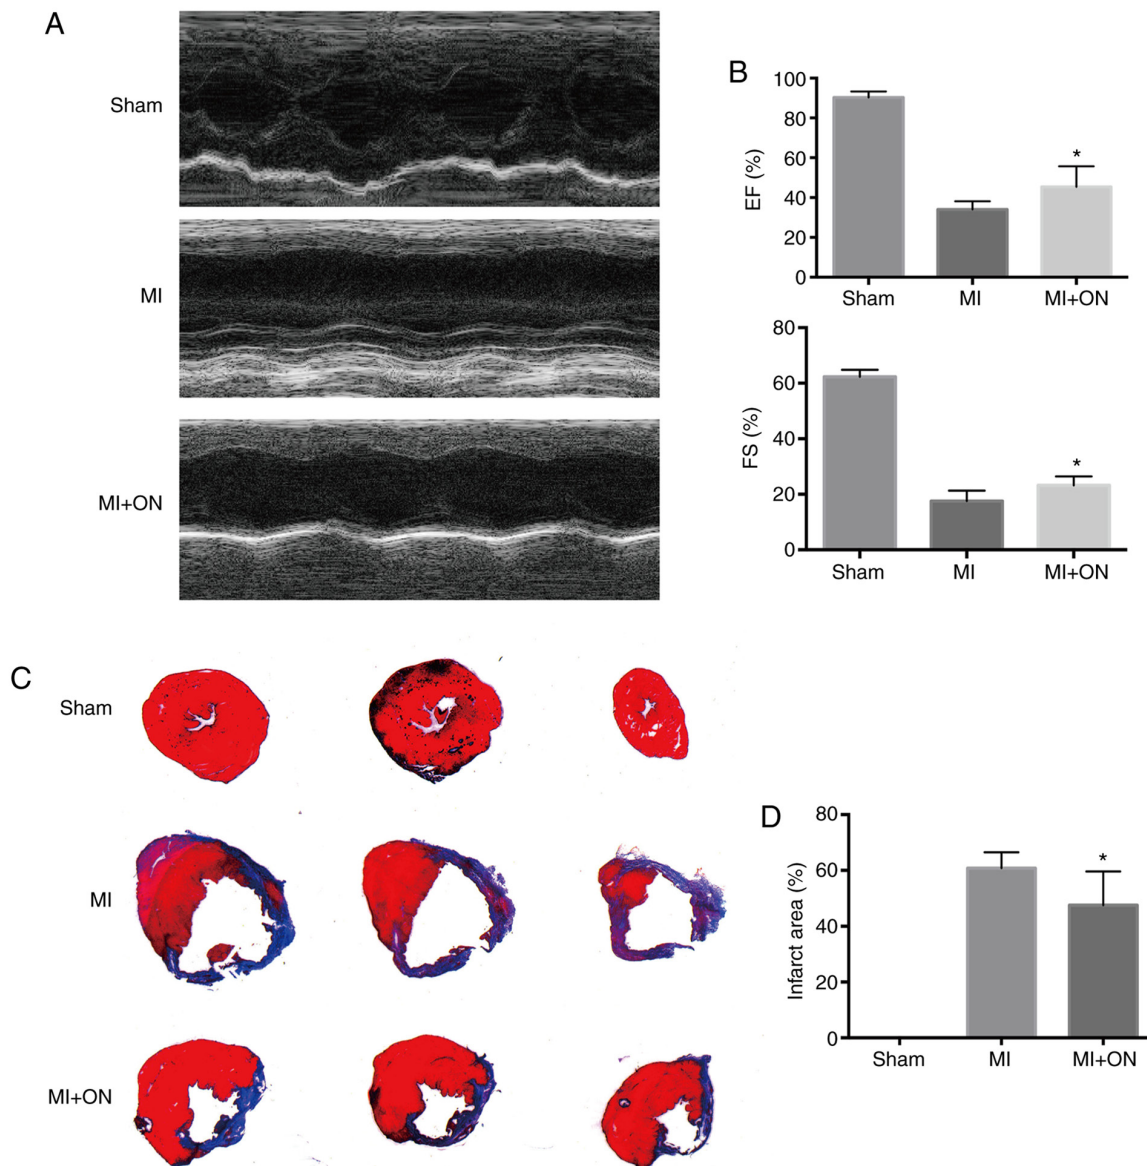 A
Sham
MI
MI+ON
B
EF (%)
100
80
60
40
20
0
*
Sham MI MI+ON
FS (%)
80
60
40
20
0
*
Sham MI MI+ON
C
Sham
MI
MI+ON
D
Infarct area (%)
80
60
40
20
0
*
Sham MI MI+ON